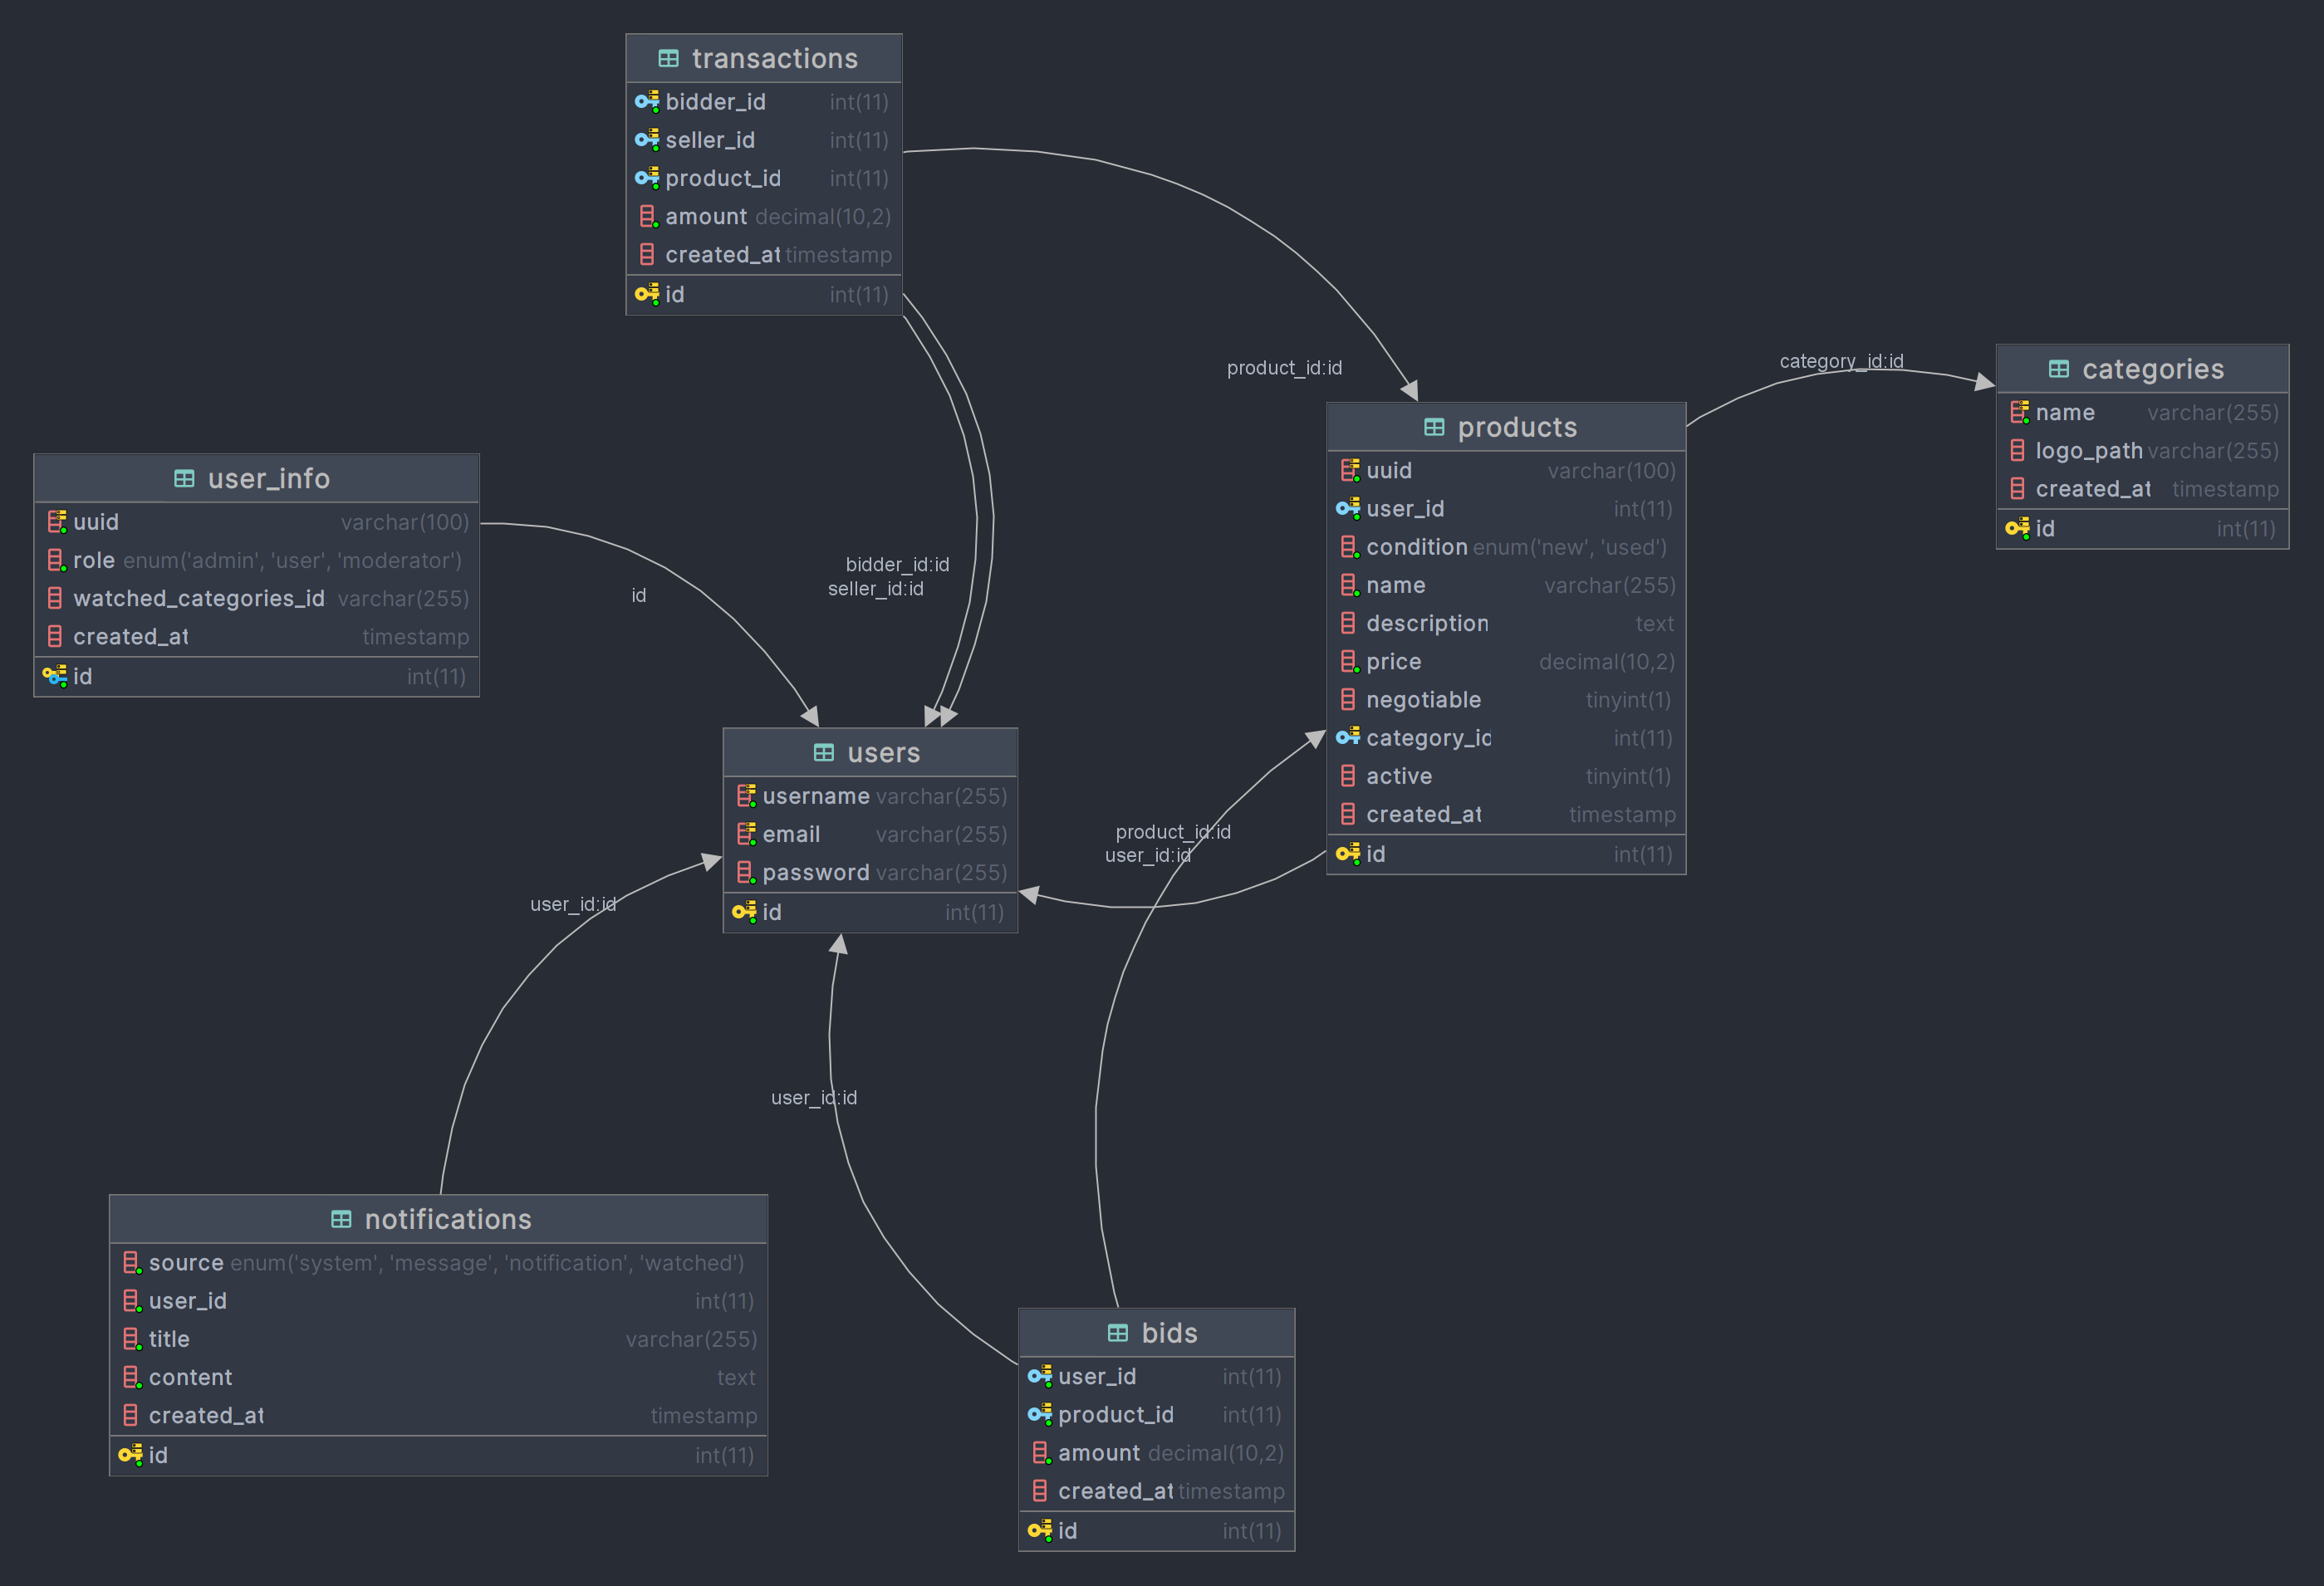 transactions
bidder_id int(11)
seller_id int(11)
product_id int(11)
amount decimal(10,2)
created_at timestamp
id int(11)
product_id:id
category_id:id
categories
name varchar(255)
logo_path varchar(255)
created_at timestamp
id int(11)
products
uuid varchar(100)
user_id int(11)
condition enum('new', 'used')
name varchar(255)
description text
price decimal(10,2)
negotiable tinyint(1)
category_id int(11)
active tinyint(1)
created_at timestamp
id int(11)
user_info
uuid varchar(100)
role enum('admin', 'user', 'moderator')
watched_categories_id varchar(255)
created_at timestamp
id int(11)
id
bidder_id:id
seller_id:id
users
username varchar(255)
email varchar(255)
password varchar(255)
id int(11)
product_id:id
user_id:id
user_id:id
user_id:id
notifications
source enum('system', 'message', 'notification', 'watched')
user_id int(11)
title varchar(255)
content text
created_at timestamp
id int(11)
bids
user_id int(11)
product_id int(11)
amount decimal(10,2)
created_at timestamp
id int(11)